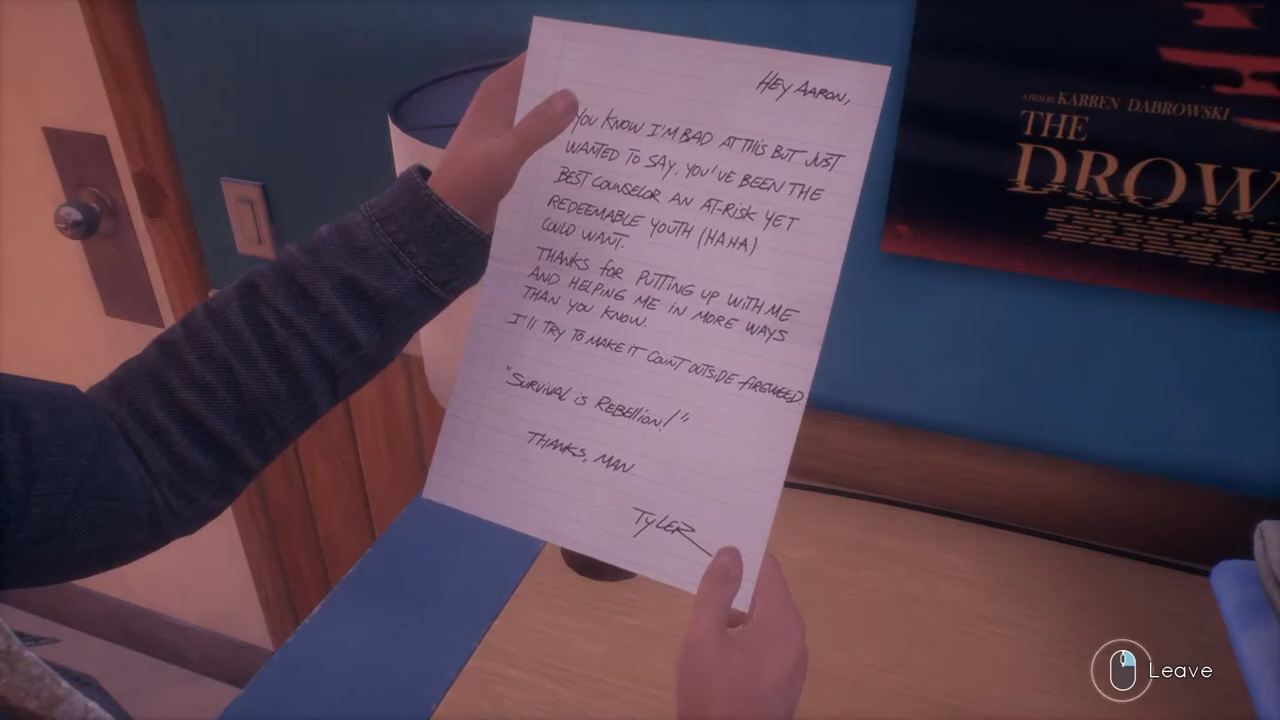 HEY AARON,
YOU KNOW I'M BAD AT THIS BUT JUST
WANTED TO SAY, YOU'VE BEEN THE
BEST COUNSELOR AN AT-RISK YET
REDEEMABLE YOUTH (HAHA)
COULD WANT.
THANKS FOR PUTTING UP WITH ME
AND HELPING ME IN MORE WAYS
THAN YOU KNOW.
I'LL TRY TO MAKE IT COUNT OUTSIDE FIREWEED.
"SURVIVAL IS REBELLION!"
THANKS, MAN.
TYLER
A FILM BY KARREN DABROWSKI
THE
DROW
Leave